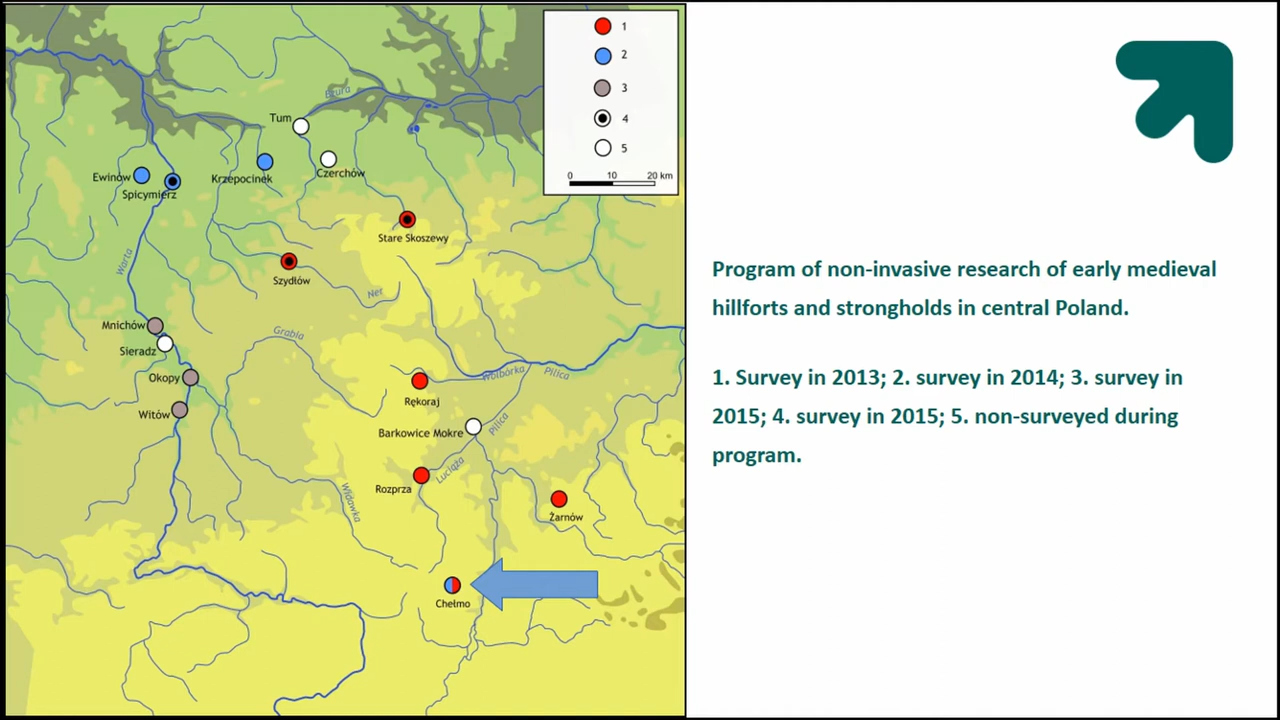 1
2
3
4
5
0 10 20 km
Bzura
Tum
Czerchów
Krzepocinek
Ewinów
Spicymierz
Stare Skoszewy
Szydłów
Warta
Ner
Mnichów
Sieradz
Grabia
Okopy
Witów
Rękoraj
Wolbórka
Pilica
Barkowice Mokre
Pilica
Luciąża
Rozprza
Widawka
Żarnów
Chełmo
Program of non-invasive research of early medieval
hillforts and strongholds in central Poland.
1. Survey in 2013; 2. survey in 2014; 3. survey in
2015; 4. survey in 2015; 5. non-surveyed during
program.